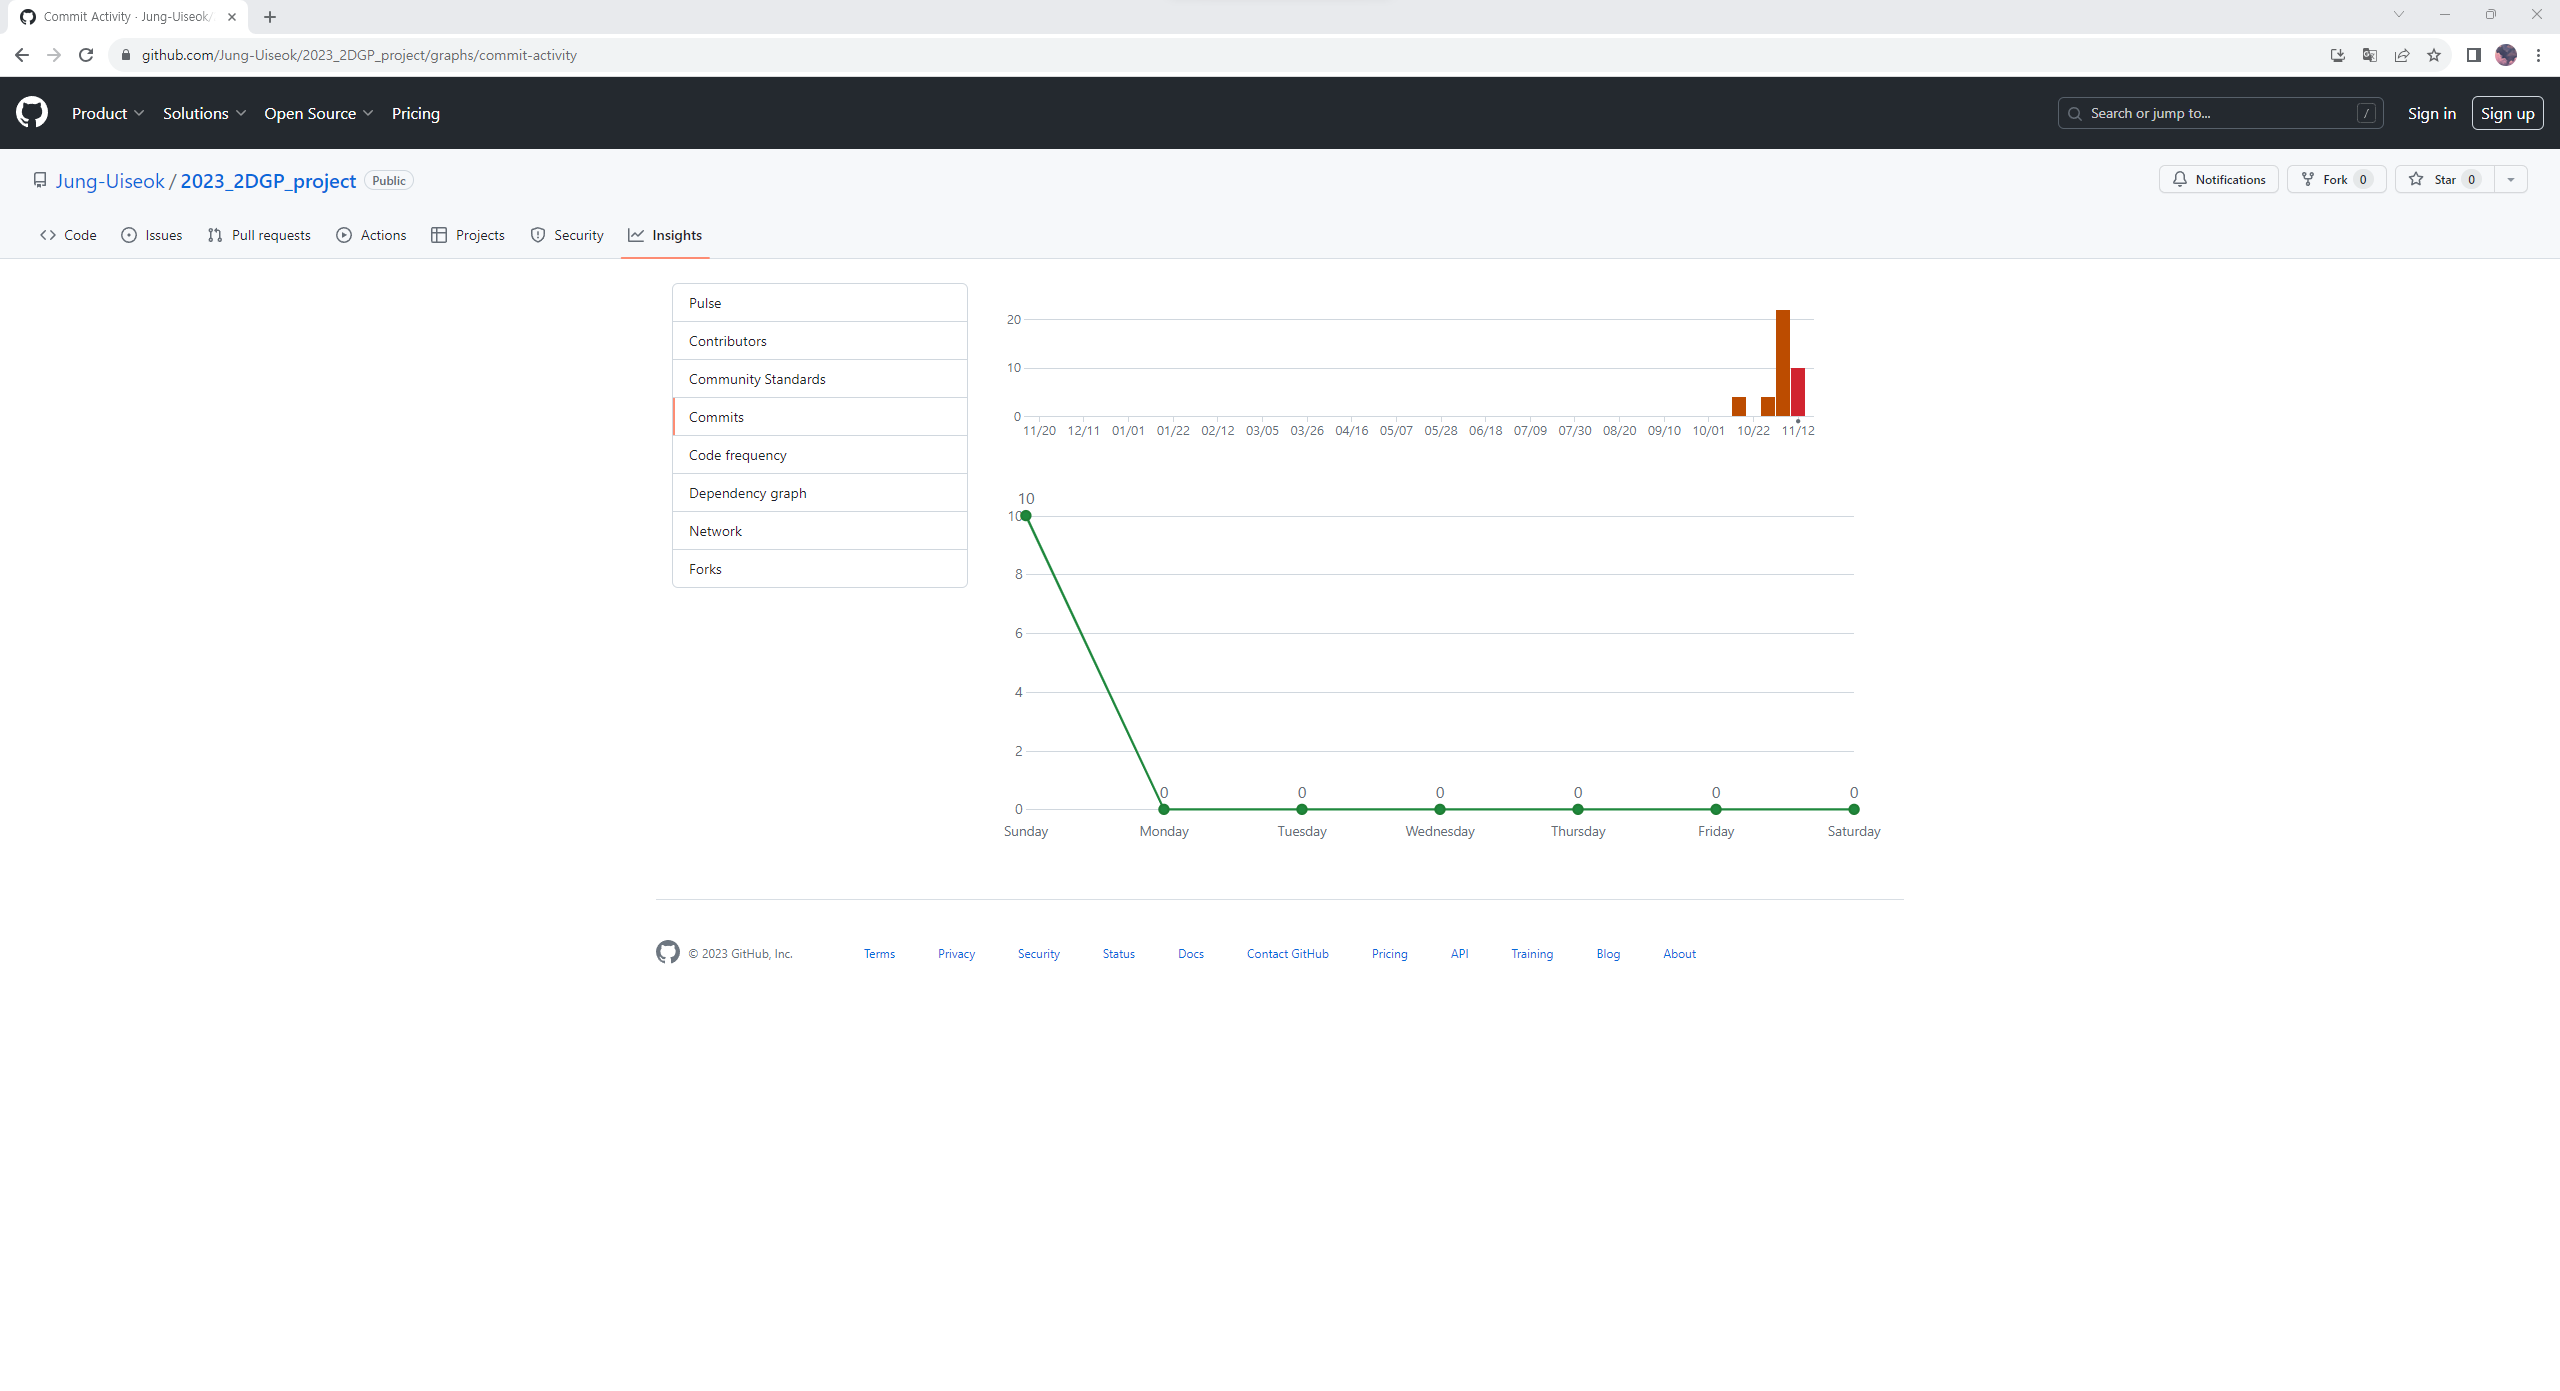 Commit Activity · Jung-Uiseok/
github.com/Jung-Uiseok/2023_2DGP_project/graphs/commit-activity
Product Solutions Open Source Pricing Search or jump to... / Sign in Sign up
Jung-Uiseok / 2023_2DGP_project Public Notifications Fork 0 Star 0
Code Issues Pull requests Actions Projects Security Insights
Pulse
Contributors
Community Standards
Commits
Code frequency
Dependency graph
Network
Forks
20
10
0
11/20 12/11 01/01 01/22 02/12 03/05 03/26 04/16 05/07 05/28 06/18 07/09 07/30 08/20 09/10 10/01 10/22 11/12
10
10
8
6
4
2
0 0 0 0 0 0
0
Sunday Monday Tuesday Wednesday Thursday Friday Saturday
© 2023 GitHub, Inc. Terms Privacy Security Status Docs Contact GitHub Pricing API Training Blog About